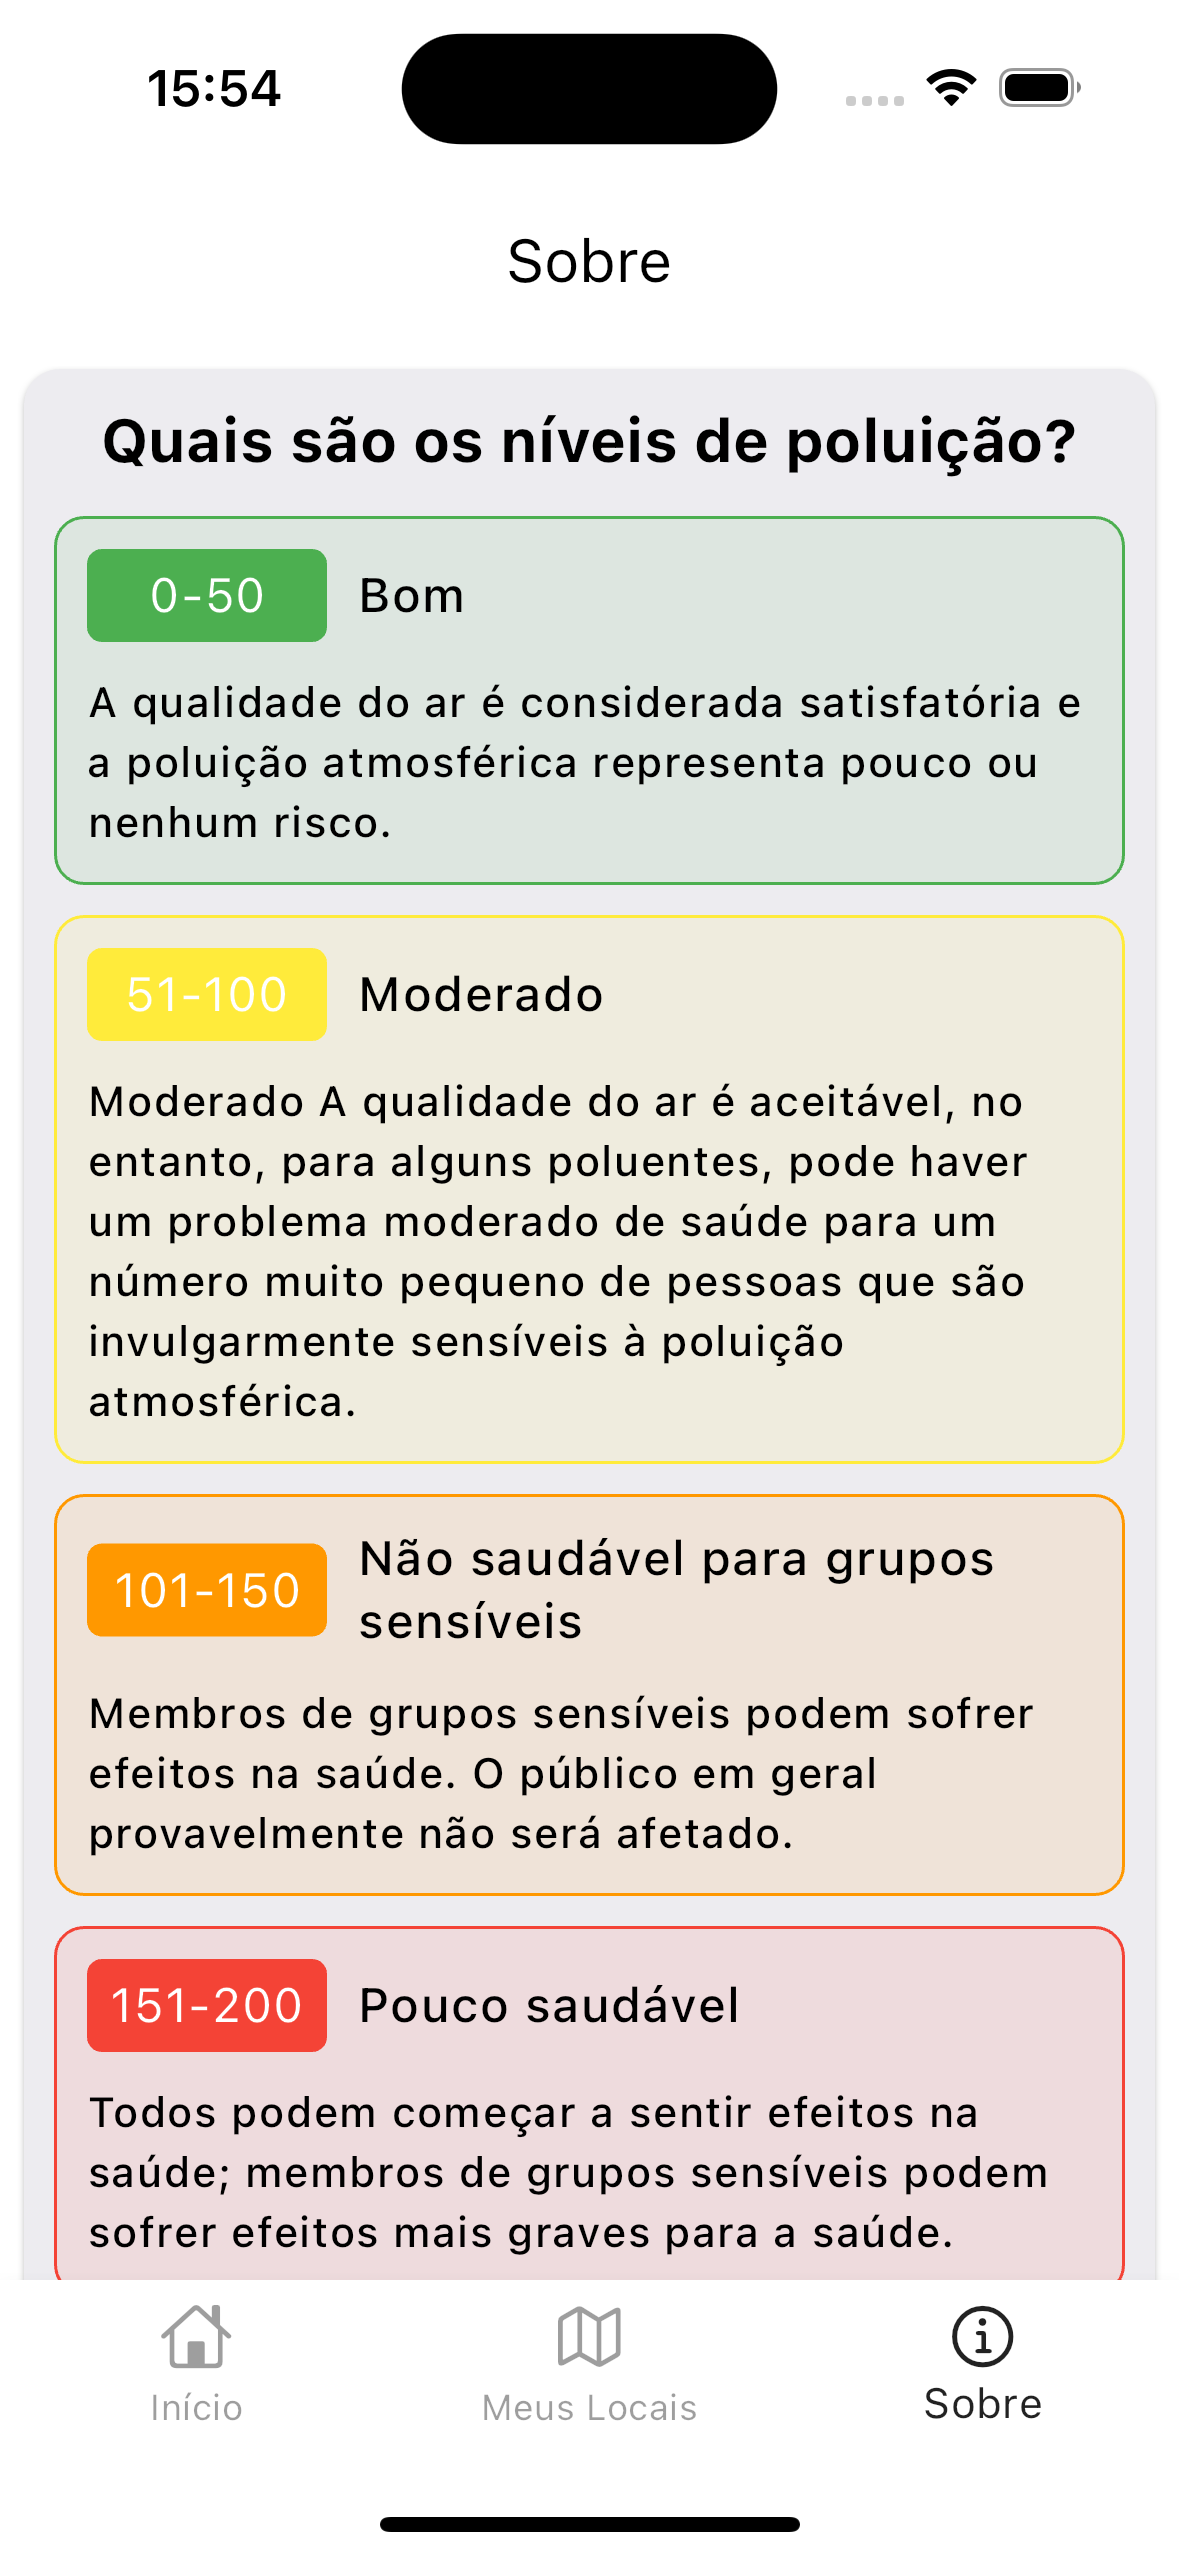 15:54
Sobre
Quais são os níveis de poluição?
0-50
Bom
A qualidade do ar é considerada satisfatória e
a poluição atmosférica representa pouco ou
nenhum risco.
51-100
Moderado
Moderado A qualidade do ar é aceitável, no
entanto, para alguns poluentes, pode haver
um problema moderado de saúde para um
número muito pequeno de pessoas que são
invulgarmente sensíveis à poluição
atmosférica.
101-150
Não saudável para grupos
sensíveis
Membros de grupos sensíveis podem sofrer
efeitos na saúde. O público em geral
provavelmente não será afetado.
151-200
Pouco saudável
Todos podem começar a sentir efeitos na
saúde; membros de grupos sensíveis podem
sofrer efeitos mais graves para a saúde.
Início
Meus Locais
Sobre